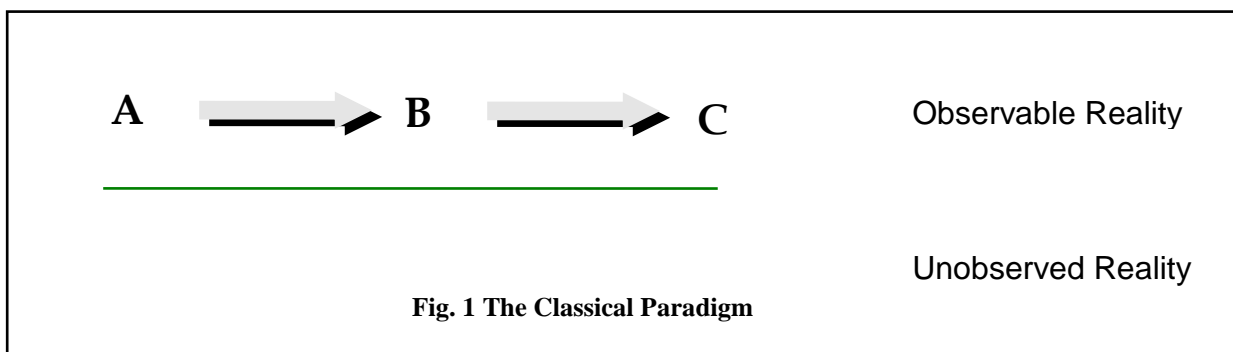 A B C Observable Reality
Unobserved Reality
Fig. 1 The Classical Paradigm